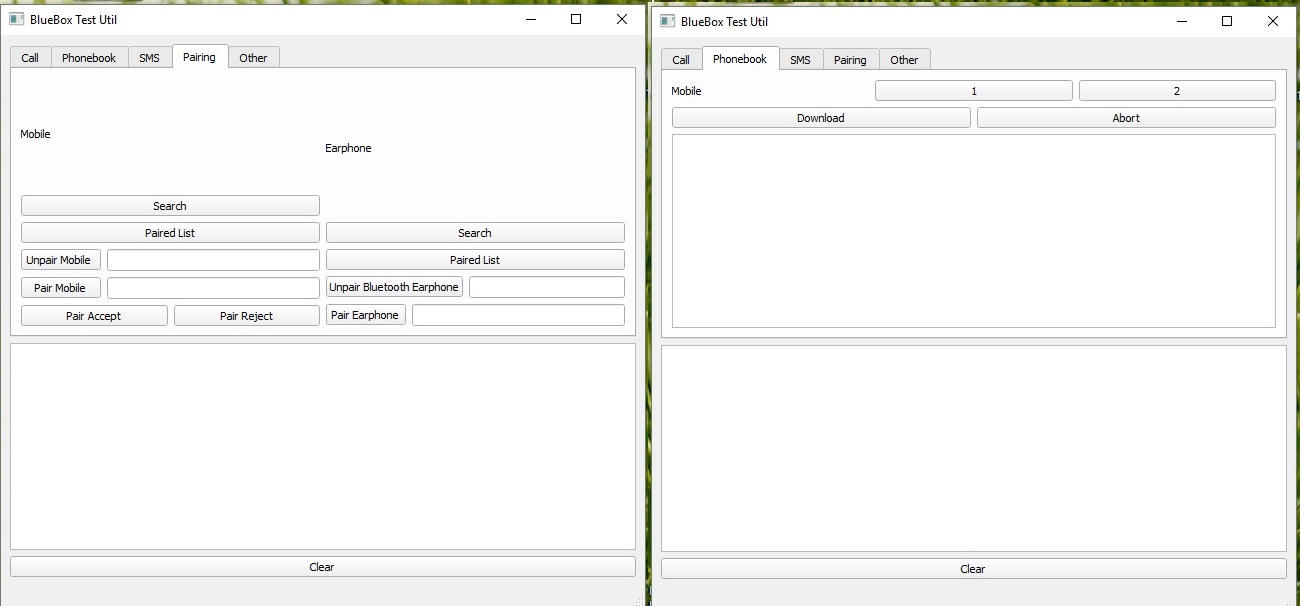 BlueBox Test Util
Call Phonebook SMS Pairing Other
Mobile
Earphone
Search
Paired List Search
Unpair Mobile Paired List
Pair Mobile Unpair Bluetooth Earphone
Pair Accept Pair Reject Pair Earphone
Clear
BlueBox Test Util
Call Phonebook SMS Pairing Other
Mobile 1 2
Download Abort
Clear